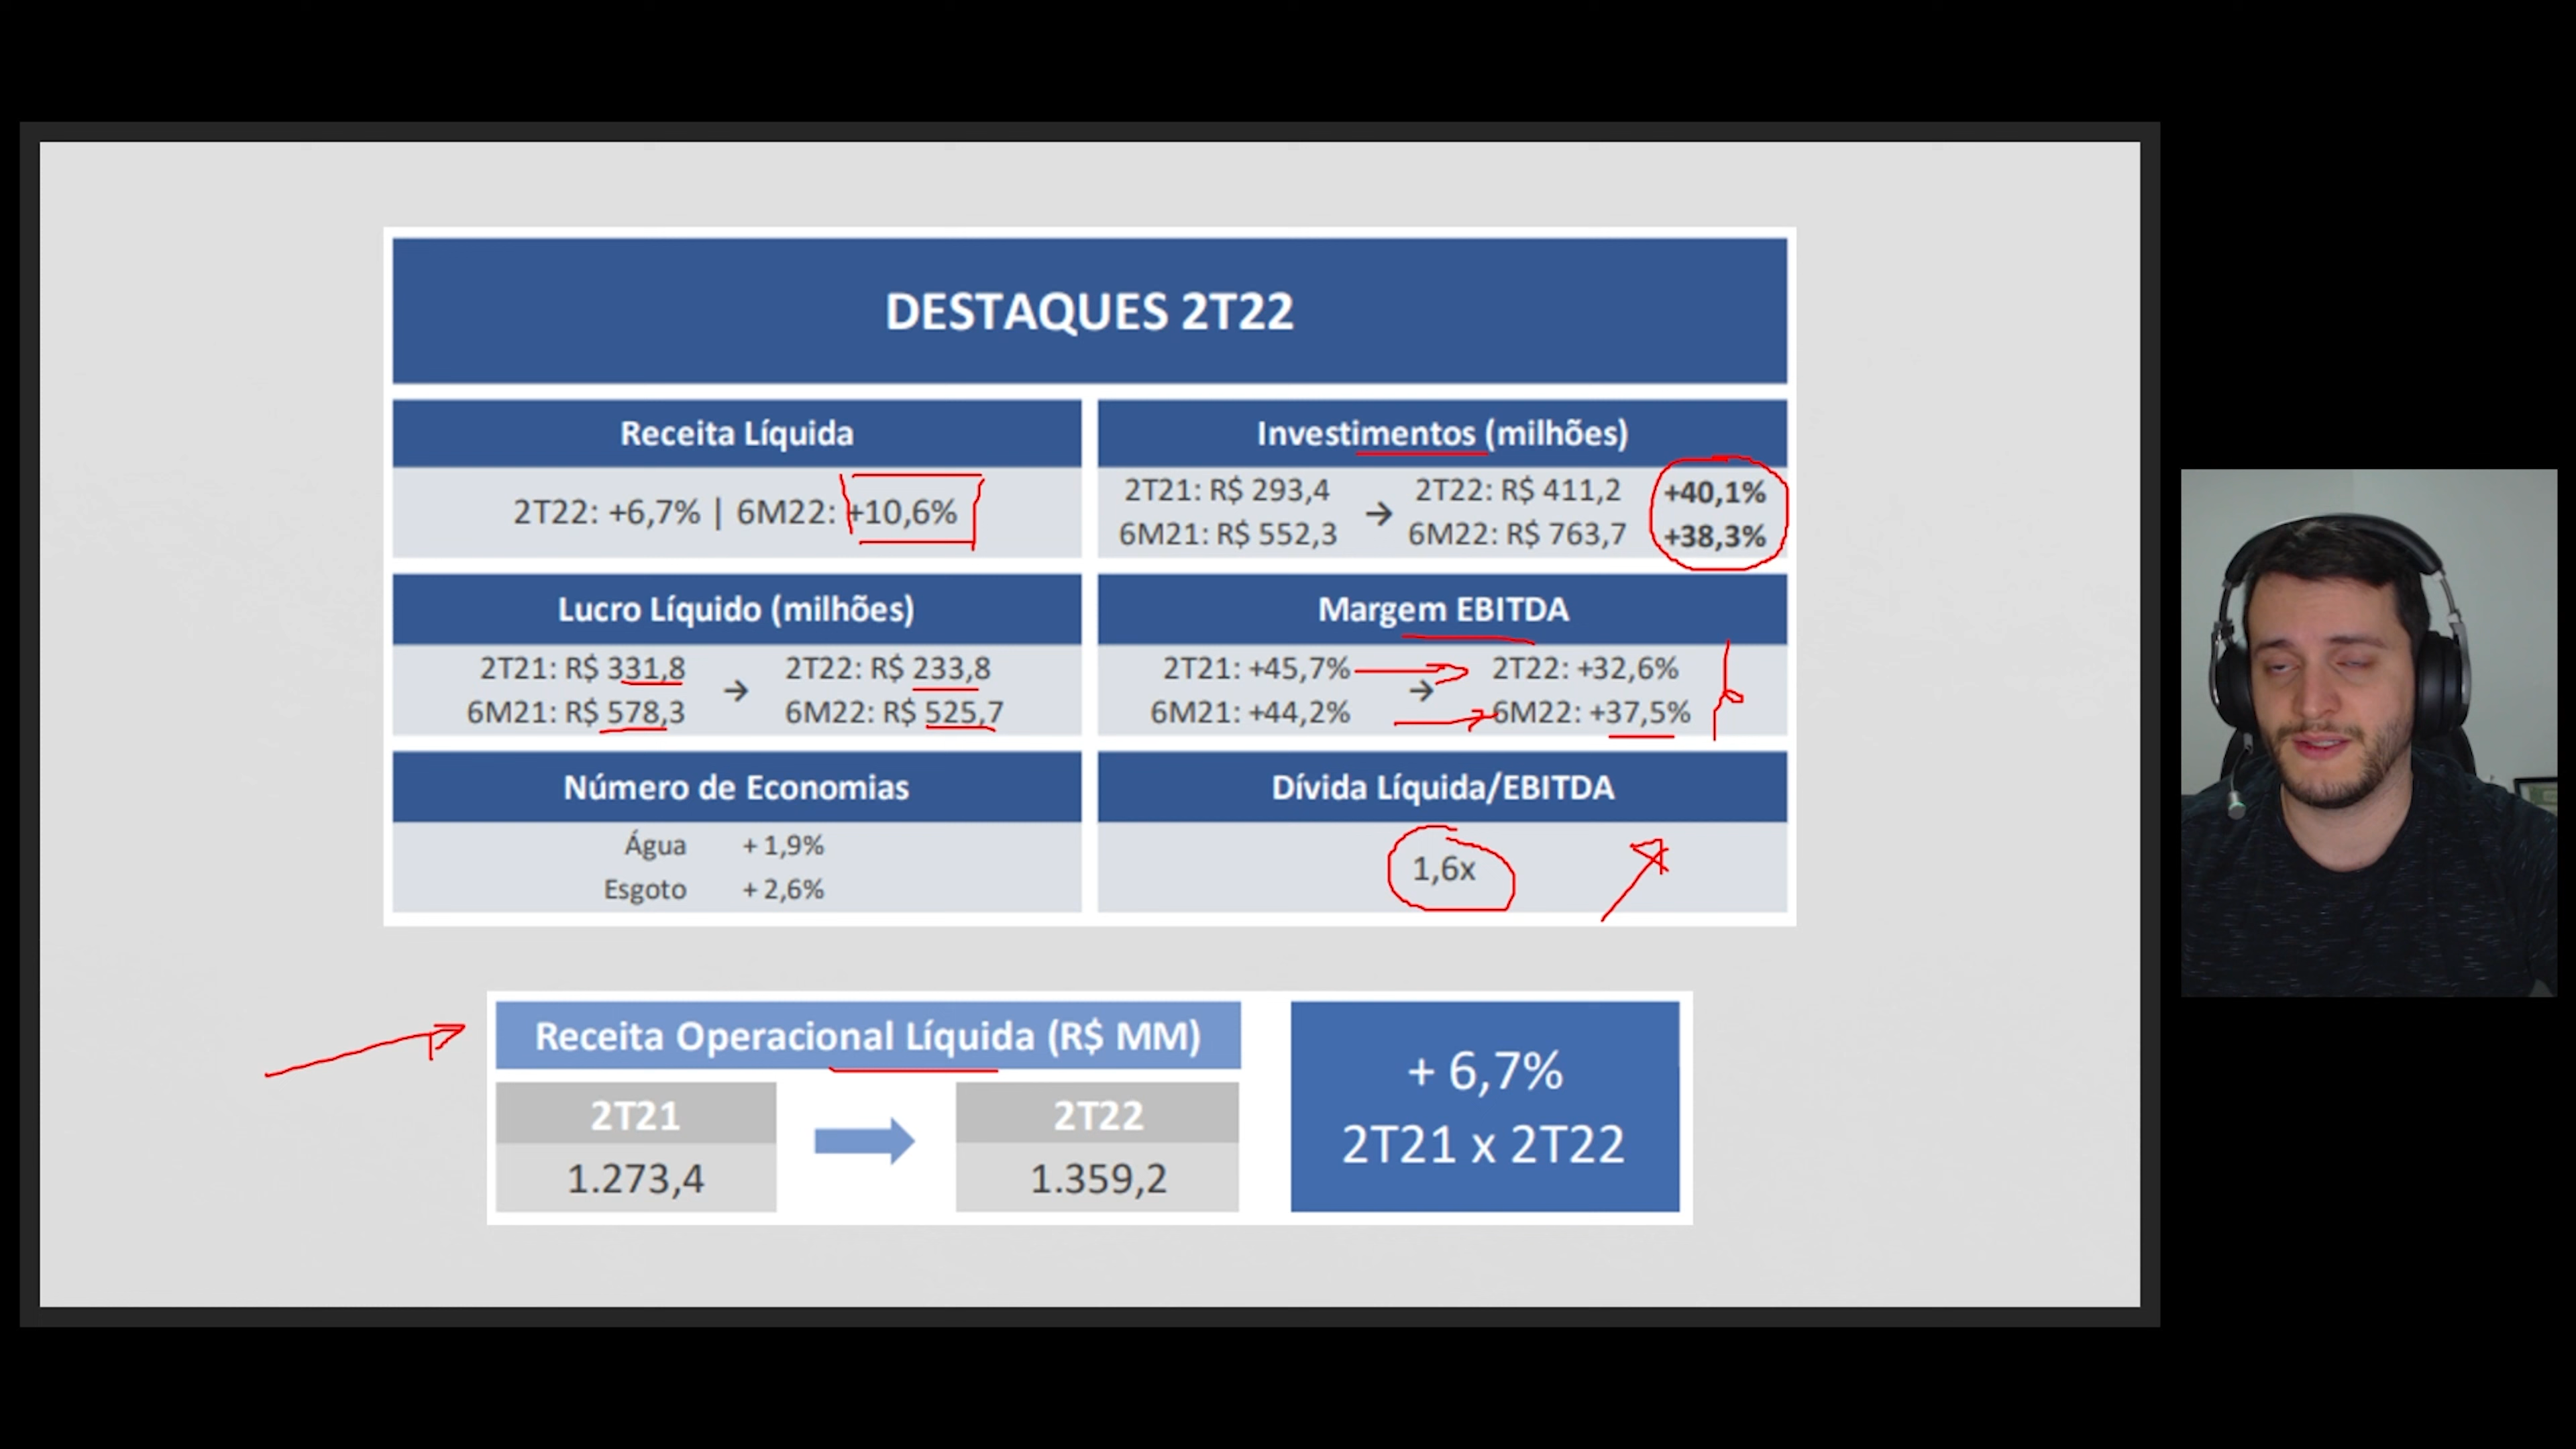 DESTAQUES 2T22
Receita Líquida
2T22: +6,7% | 6M22: +10,6%
Investimentos (milhões)
2T21: R$ 293,4 → 2T22: R$ 411,2 +40,1%
6M21: R$ 552,3 6M22: R$ 763,7 +38,3%
Lucro Líquido (milhões)
2T21: R$ 331,8 → 2T22: R$ 233,8
6M21: R$ 578,3 6M22: R$ 525,7
Margem EBITDA
2T21: +45,7% → 2T22: +32,6%
6M21: +44,2% 6M22: +37,5%
Número de Economias
Água + 1,9%
Esgoto + 2,6%
Dívida Líquida/EBITDA
1,6x
Receita Operacional Líquida (R$ MM)
2T21 2T22
1.273,4 1.359,2
+ 6,7%
2T21 x 2T22